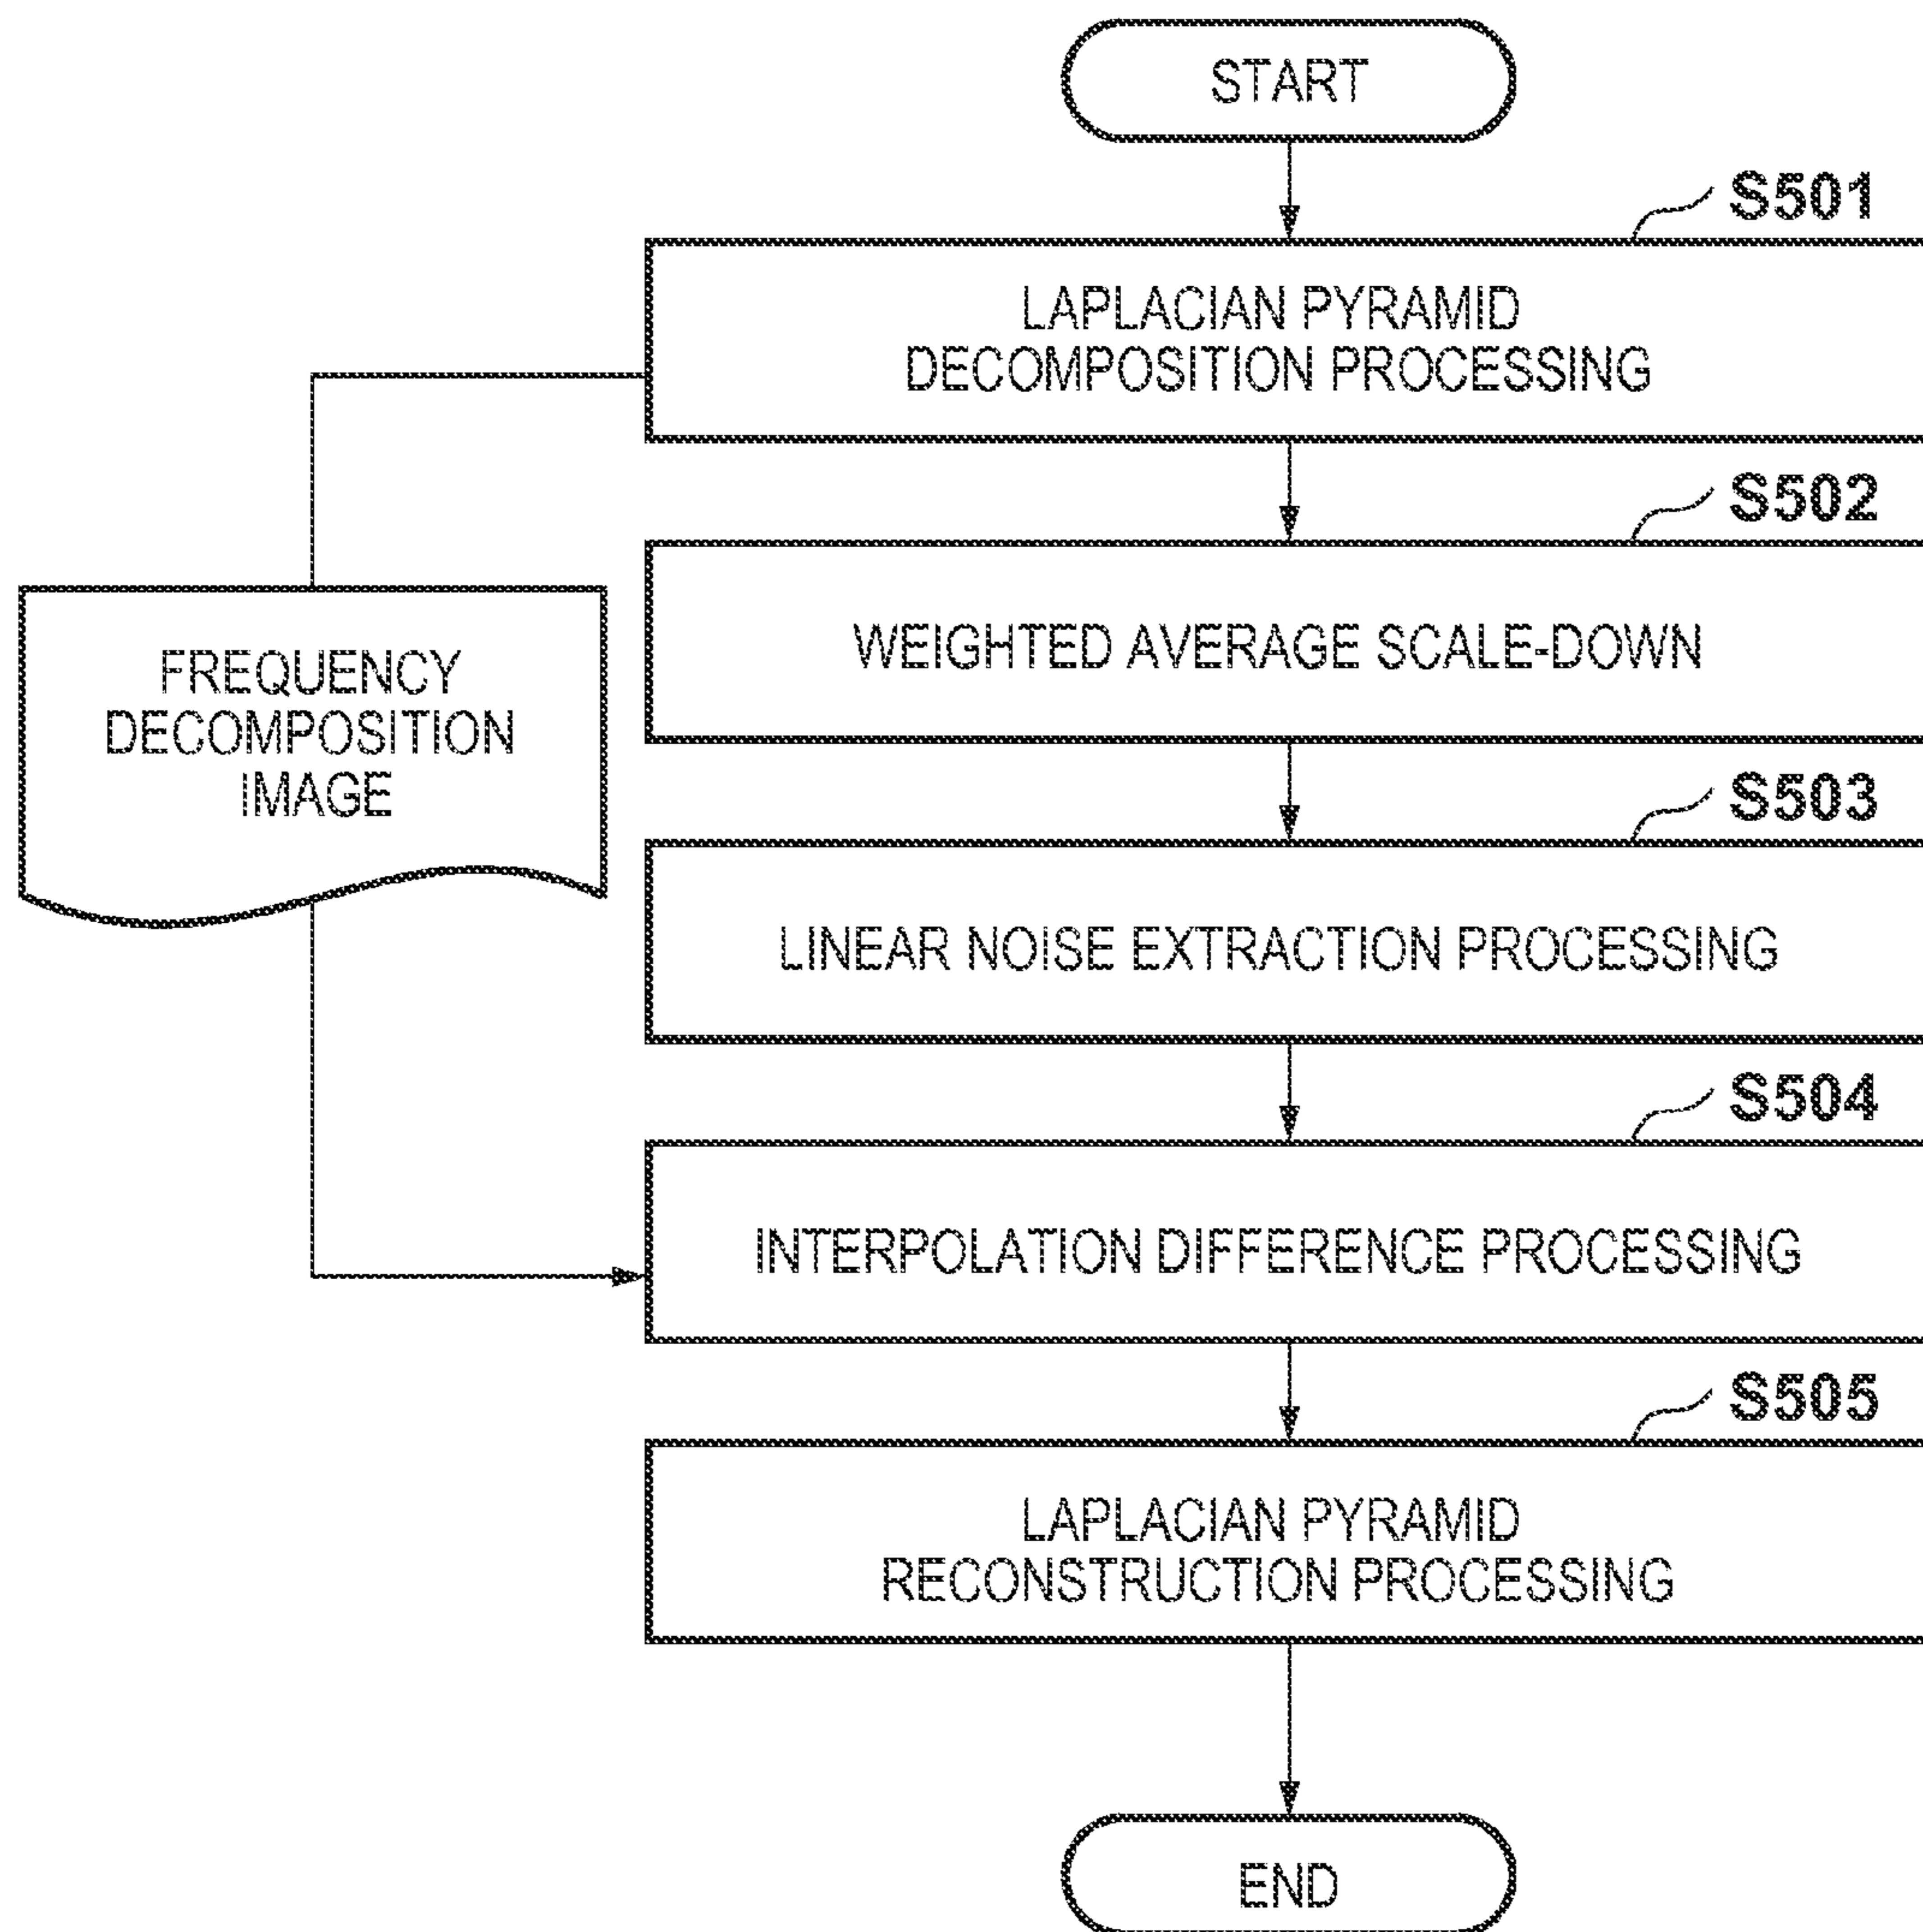 START
S501
LAPLACIAN PYRAMID
DECOMPOSITION PROCESSING
S502
WEIGHTED AVERAGE SCALE-DOWN
FREQUENCY
DECOMPOSITION
IMAGE
S503
LINEAR NOISE EXTRACTION PROCESSING
S504
INTERPOLATION DIFFERENCE PROCESSING
S505
LAPLACIAN PYRAMID
RECONSTRUCTION PROCESSING
END